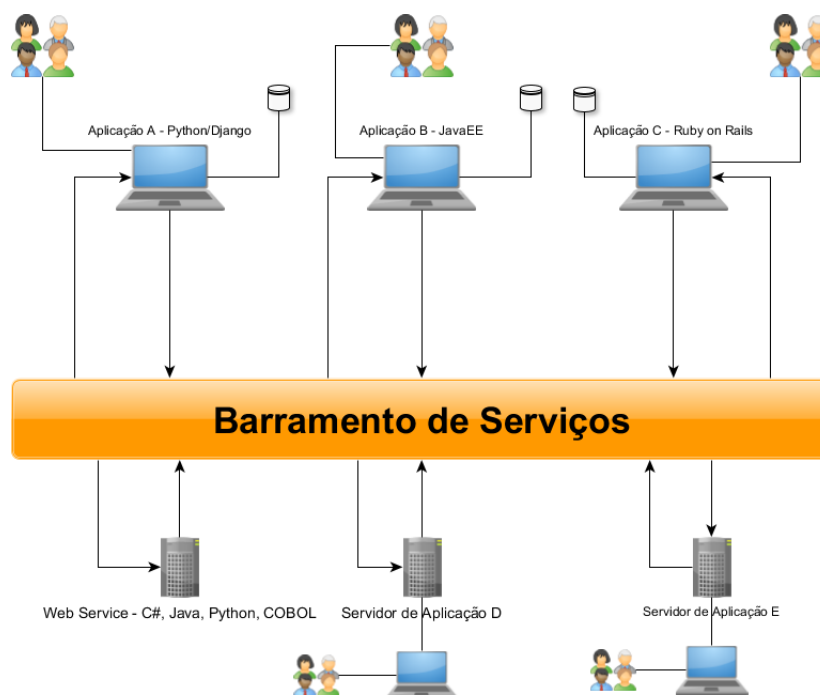 Aplicação A - Python/Django
Aplicação B - JavaEE
Aplicação C - Ruby on Rails
Barramento de Serviços
Web Service - C#, Java, Python, COBOL
Servidor de Aplicação D
Servidor de Aplicação E